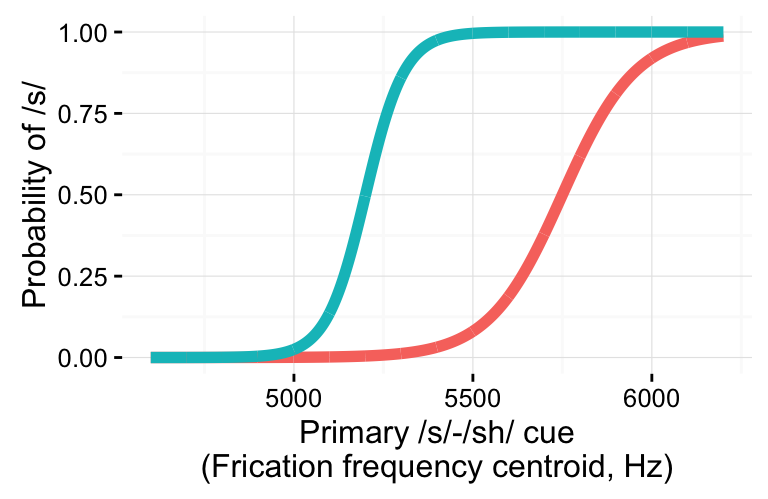 Probability of /s/
1.00
0.75
0.50
0.25
0.00
5000 5500 6000
Primary /s/-/sh/ cue
(Frication frequency centroid, Hz)